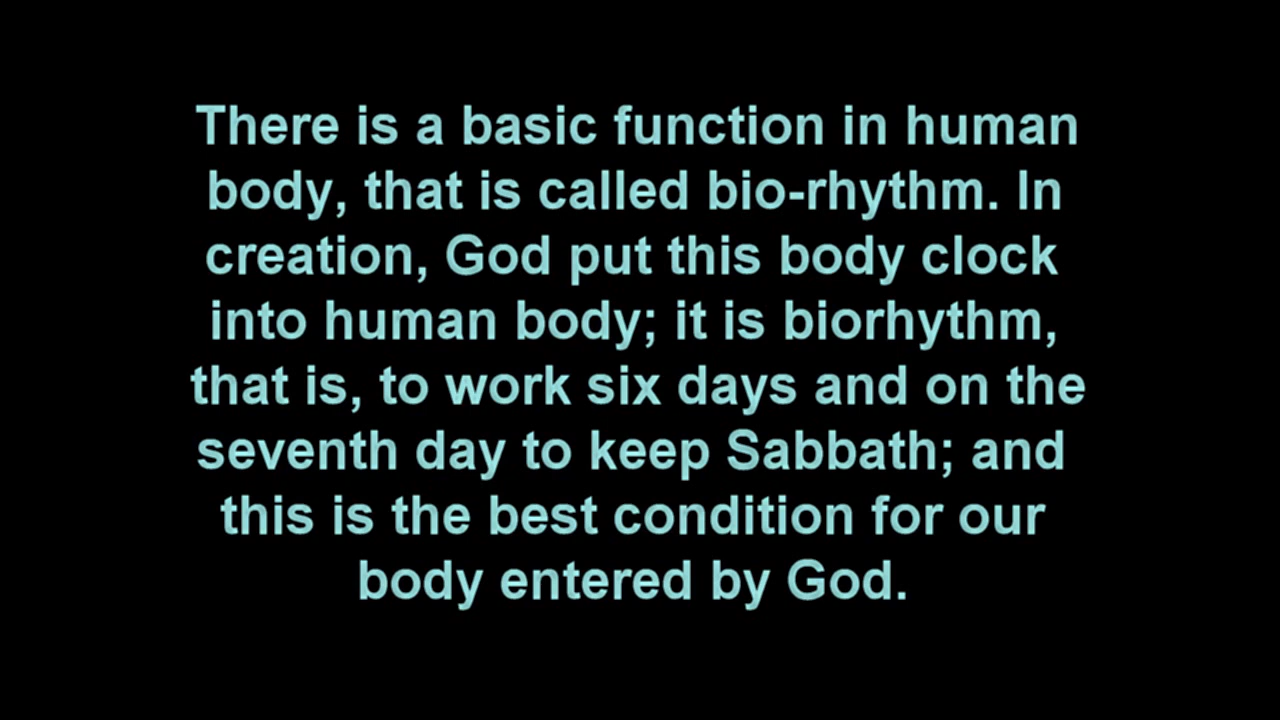 There is a basic function in human
body, that is called bio-rhythm. In
creation, God put this body clock
into human body; it is biorhythm,
that is, to work six days and on the
seventh day to keep Sabbath; and
this is the best condition for our
body entered by God.